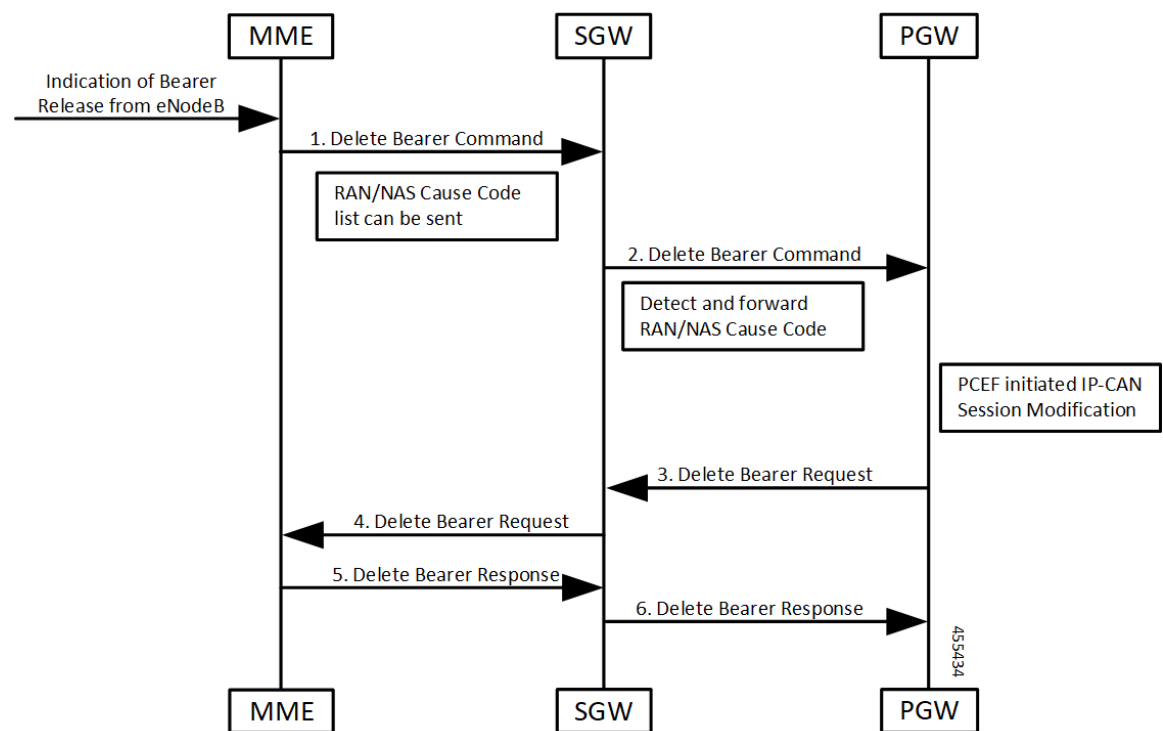 MME
SGW
PGW
Indication of Bearer
Release from eNodeB
1. Delete Bearer Command
RAN/NAS Cause Code
list can be sent
2. Delete Bearer Command
Detect and forward
RAN/NAS Cause Code
PCEF initiated IP-CAN
Session Modification
3. Delete Bearer Request
4. Delete Bearer Request
5. Delete Bearer Response
6. Delete Bearer Response
455434
MME
SGW
PGW